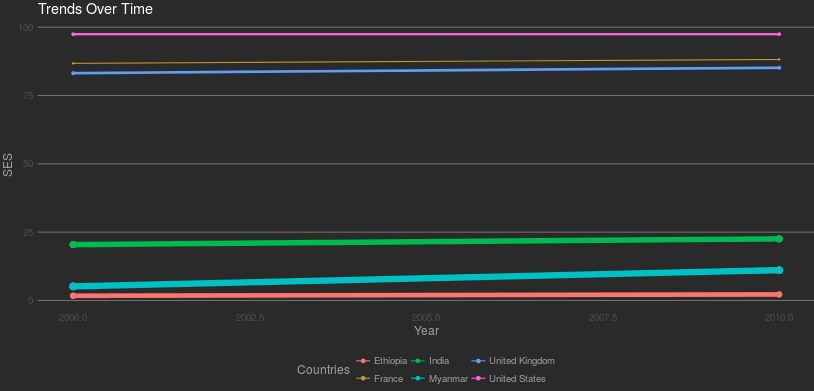 Trends Over Time
100
75
50
25
0
SES
2000.0 2002.5 2005.0 2007.5 2010.0
Year
Countries
Ethiopia India United Kingdom
France Myanmar United States